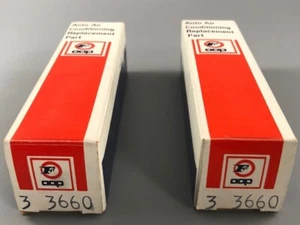 Auto Air
Conditioning
Replacement
Part
acp
acp
3 3660
Auto Air
Conditioning
Replacement
Part
acp
acp
3 3660